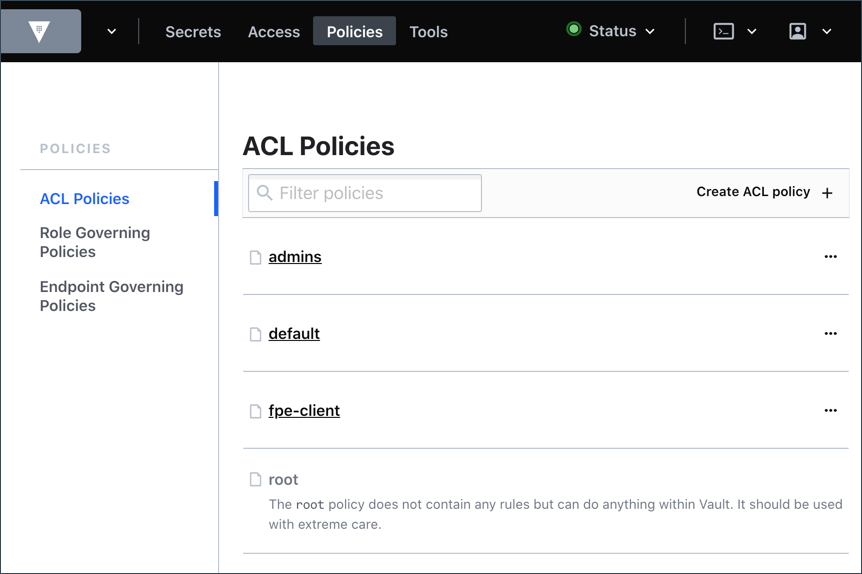 Secrets Access Policies Tools Status
POLICIES
ACL Policies
Role Governing
Policies
Endpoint Governing
Policies
ACL Policies
Filter policies
Create ACL policy +
admins
default
fpe-client
root
The root policy does not contain any rules but can do anything within Vault. It should be used
with extreme care.